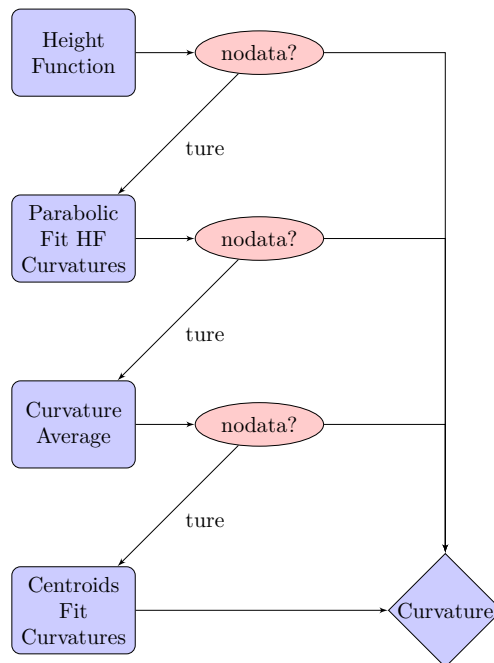 Height
Function
nodata?
ture
Parabolic
Fit HF
Curvatures
nodata?
ture
Curvature
Average
nodata?
ture
Centroids
Fit
Curvatures
Curvature